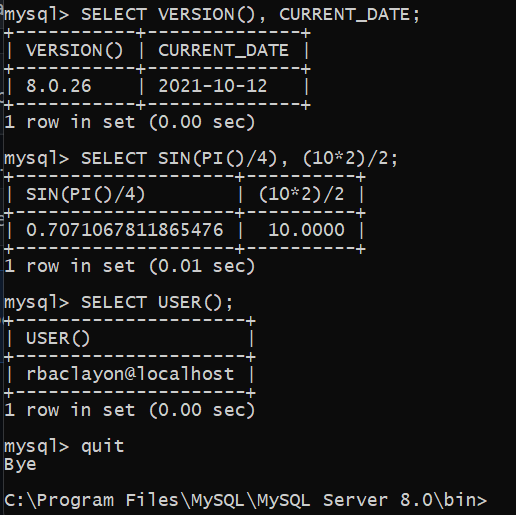 mysql> SELECT VERSION(), CURRENT_DATE;
+-----------+--------------+
| VERSION() | CURRENT_DATE |
+-----------+--------------+
| 8.0.26    | 2021-10-12   |
+-----------+--------------+
1 row in set (0.00 sec)

mysql> SELECT SIN(PI()/4), (10*2)/2;
+--------------------+----------+
| SIN(PI()/4)        | (10*2)/2 |
+--------------------+----------+
| 0.7071067811865476 |  10.0000 |
+--------------------+----------+
1 row in set (0.01 sec)

mysql> SELECT USER();
+---------------------+
| USER()              |
+---------------------+
| rbaclayon@localhost |
+---------------------+
1 row in set (0.00 sec)

mysql> quit
Bye

C:\Program Files\MySQL\MySQL Server 8.0\bin>